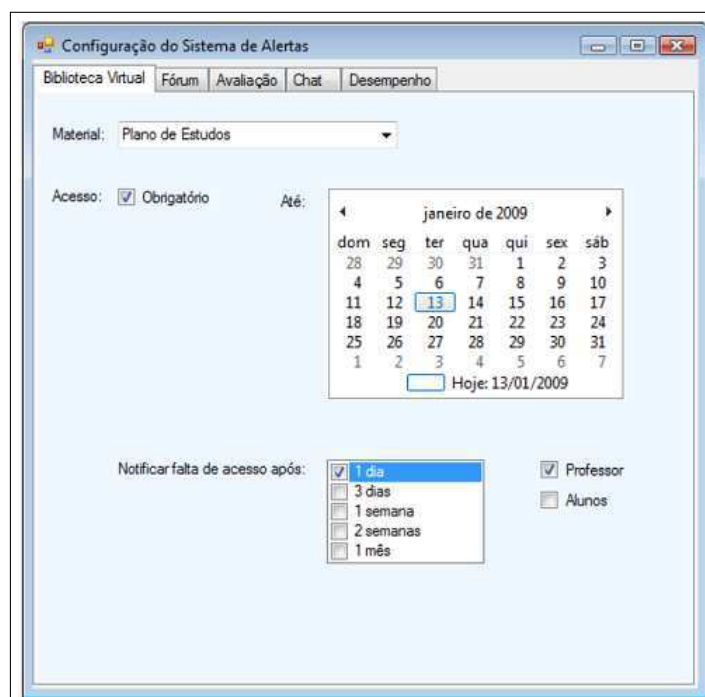 Configuração do Sistema de Alertas
Biblioteca Virtual Fórum Avaliação Chat Desempenho
Material: Plano de Estudos
Acesso: Obrigatório Até:
janeiro de 2009
dom seg ter qua qui sex sáb
28 29 30 31 1 2 3
4 5 6 7 8 9 10
11 12 13 14 15 16 17
18 19 20 21 22 23 24
25 26 27 28 29 30 31
1 2 3 4 5 6 7
Hoje: 13/01/2009
Notificar falta de acesso após: 1 dia Professor
3 dias Alunos
1 semana
2 semanas
1 mês